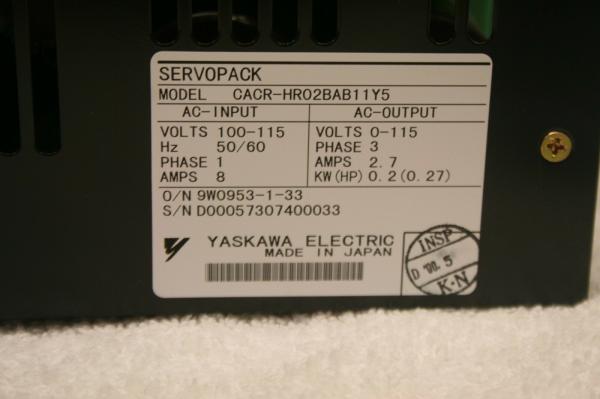 SERVOPACK
MODEL CACR-HR02BAB11Y5
AC-INPUT AC-OUTPUT
VOLTS 100-115 VOLTS 0-115
Hz 50/60 PHASE 3
PHASE 1 AMPS 2.7
AMPS 8 KW(HP) 0.2(0.27)
O/N 9W0953-1-33
S/N D00057307400033
YASKAWA ELECTRIC
MADE IN JAPAN
INSP
D '00.5
K·N